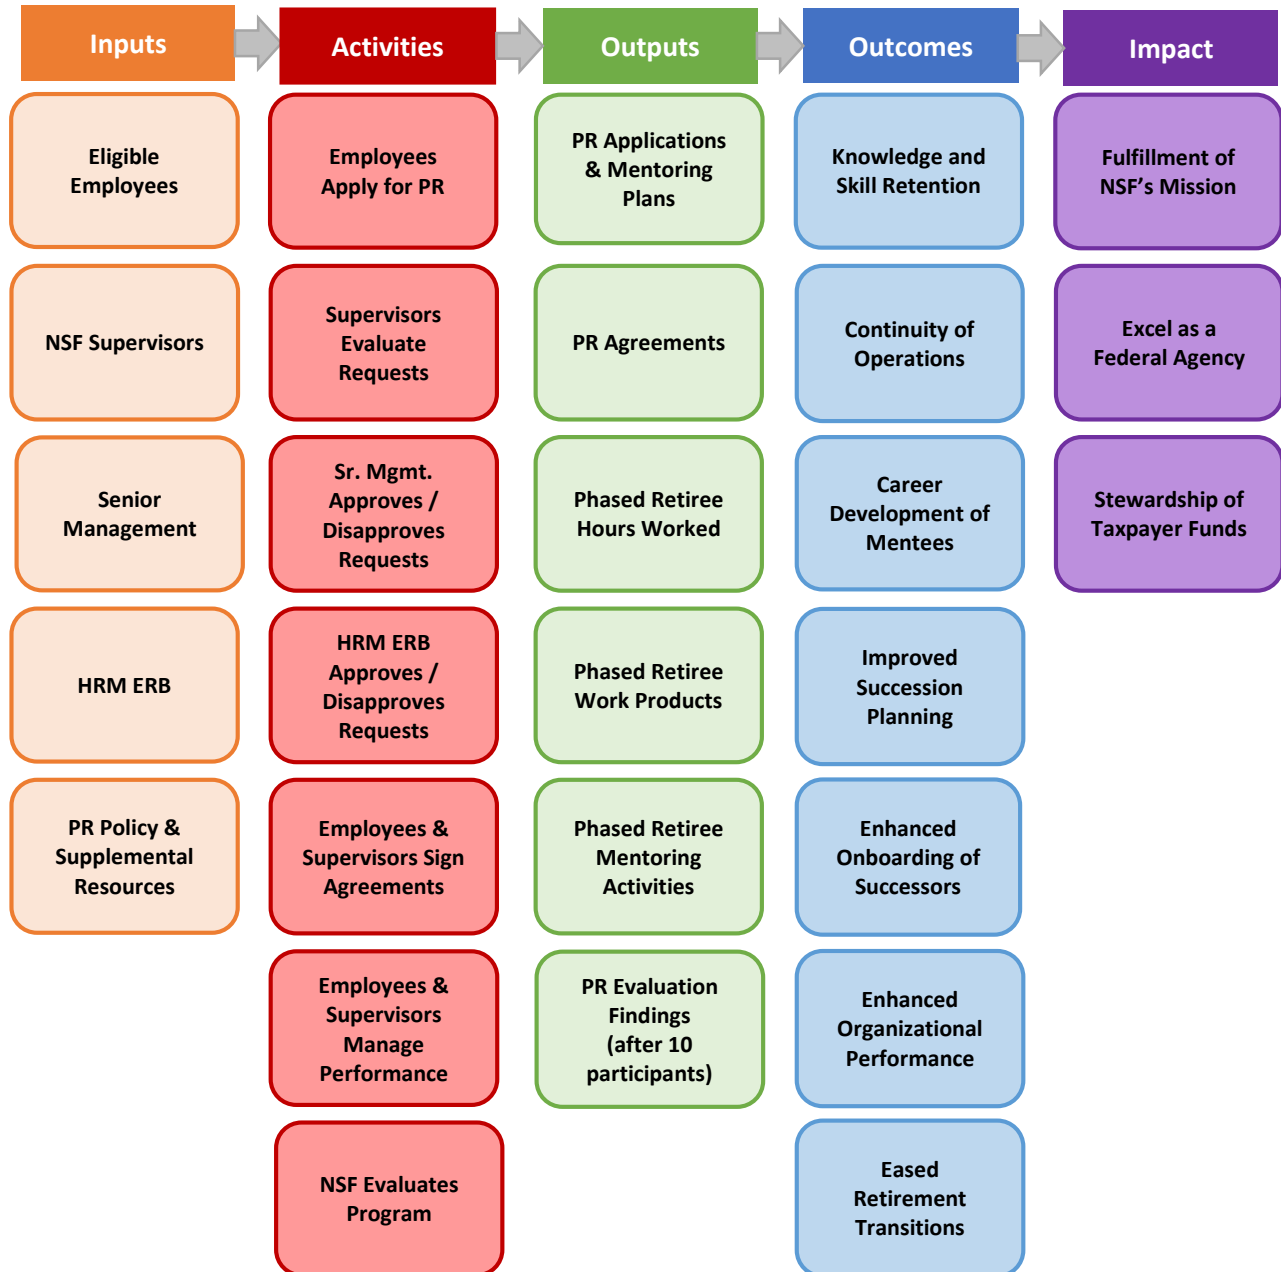 Inputs
Activities
Outputs
Outcomes
Impact
Eligible
Employees
NSF Supervisors
Senior
Management
HRM ERB
PR Policy &
Supplemental
Resources
Employees
Apply for PR
Supervisors
Evaluate
Requests
Sr. Mgmt.
Approves /
Disapproves
Requests
HRM ERB
Approves /
Disapproves
Requests
Employees &
Supervisors Sign
Agreements
Employees &
Supervisors
Manage
Performance
NSF Evaluates
Program
PR Applications
& Mentoring
Plans
PR Agreements
Phased Retiree
Hours Worked
Phased Retiree
Work Products
Phased Retiree
Mentoring
Activities
PR Evaluation
Findings
(after 10
participants)
Knowledge and
Skill Retention
Continuity of
Operations
Career
Development of
Mentees
Improved
Succession
Planning
Enhanced
Onboarding of
Successors
Enhanced
Organizational
Performance
Eased
Retirement
Transitions
Fulfillment of
NSF’s Mission
Excel as a
Federal Agency
Stewardship of
Taxpayer Funds